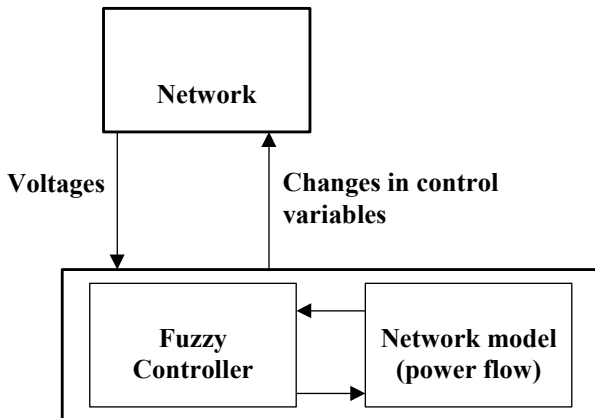 Network
Voltages
Changes in control
variables
Fuzzy
Controller
Network model
(power flow)